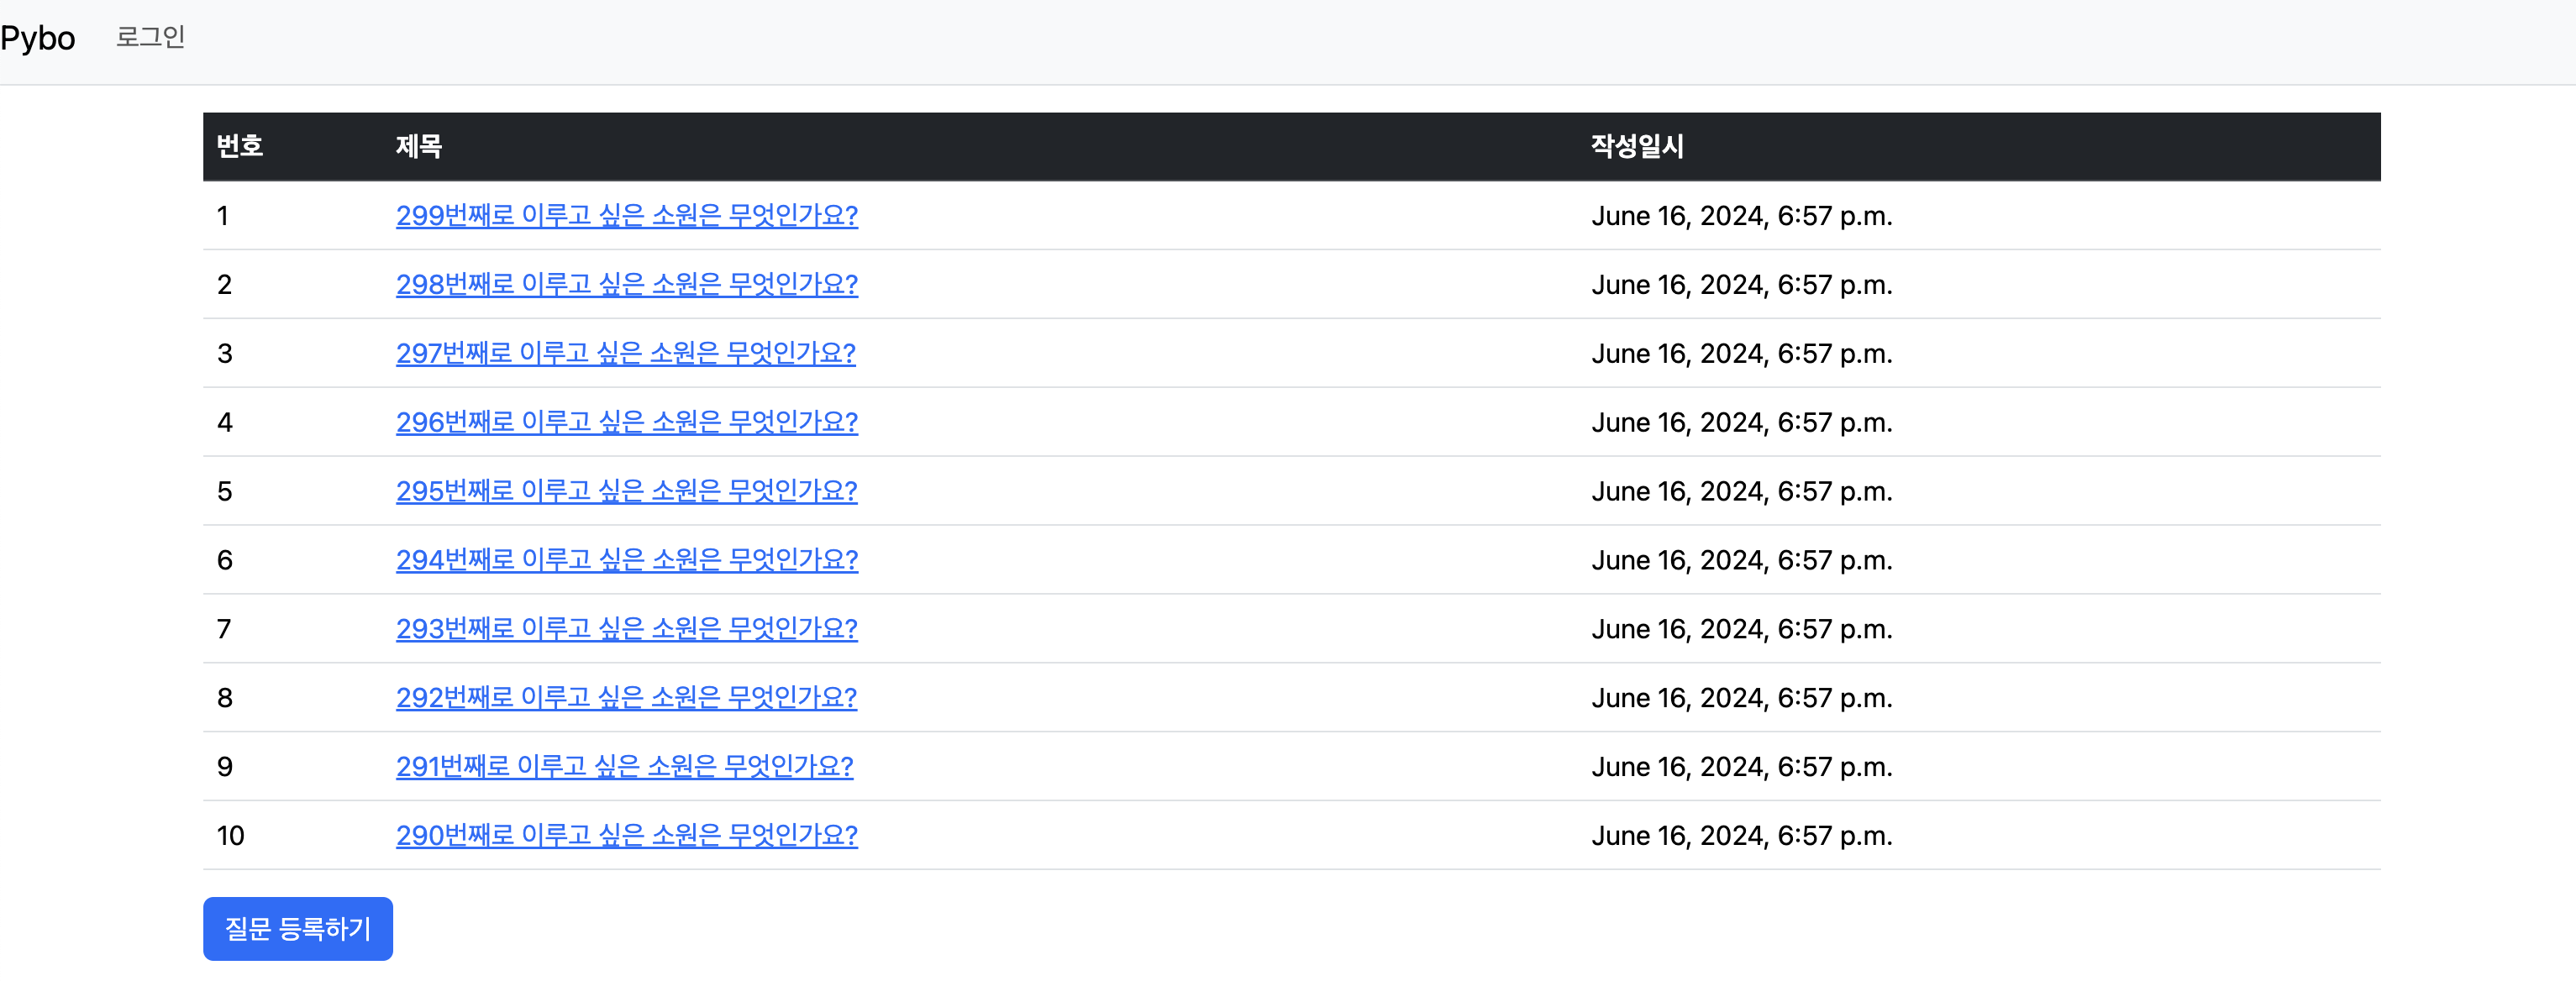 Pybo 로그인
번호 제목 작성일시
1 299번째로 이루고 싶은 소원은 무엇인가요? June 16, 2024, 6:57 p.m.
2 298번째로 이루고 싶은 소원은 무엇인가요? June 16, 2024, 6:57 p.m.
3 297번째로 이루고 싶은 소원은 무엇인가요? June 16, 2024, 6:57 p.m.
4 296번째로 이루고 싶은 소원은 무엇인가요? June 16, 2024, 6:57 p.m.
5 295번째로 이루고 싶은 소원은 무엇인가요? June 16, 2024, 6:57 p.m.
6 294번째로 이루고 싶은 소원은 무엇인가요? June 16, 2024, 6:57 p.m.
7 293번째로 이루고 싶은 소원은 무엇인가요? June 16, 2024, 6:57 p.m.
8 292번째로 이루고 싶은 소원은 무엇인가요? June 16, 2024, 6:57 p.m.
9 291번째로 이루고 싶은 소원은 무엇인가요? June 16, 2024, 6:57 p.m.
10 290번째로 이루고 싶은 소원은 무엇인가요? June 16, 2024, 6:57 p.m.
질문 등록하기